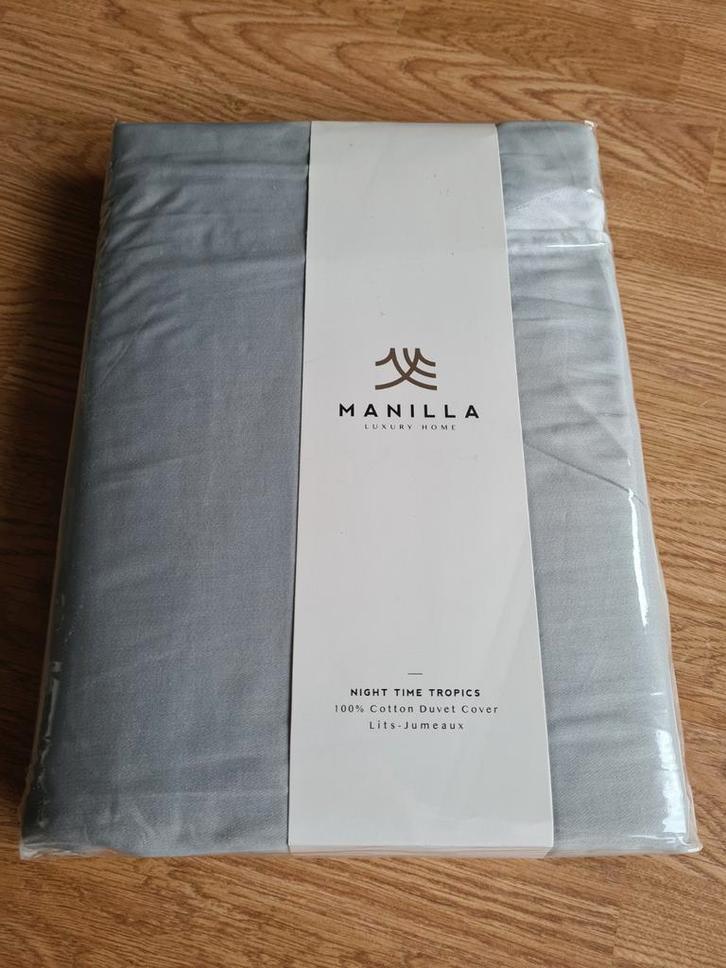 MANILLA
LUXURY HOME
NIGHT TIME TROPICS
100% Cotton Duvet Cover
Lits-Jumeaux